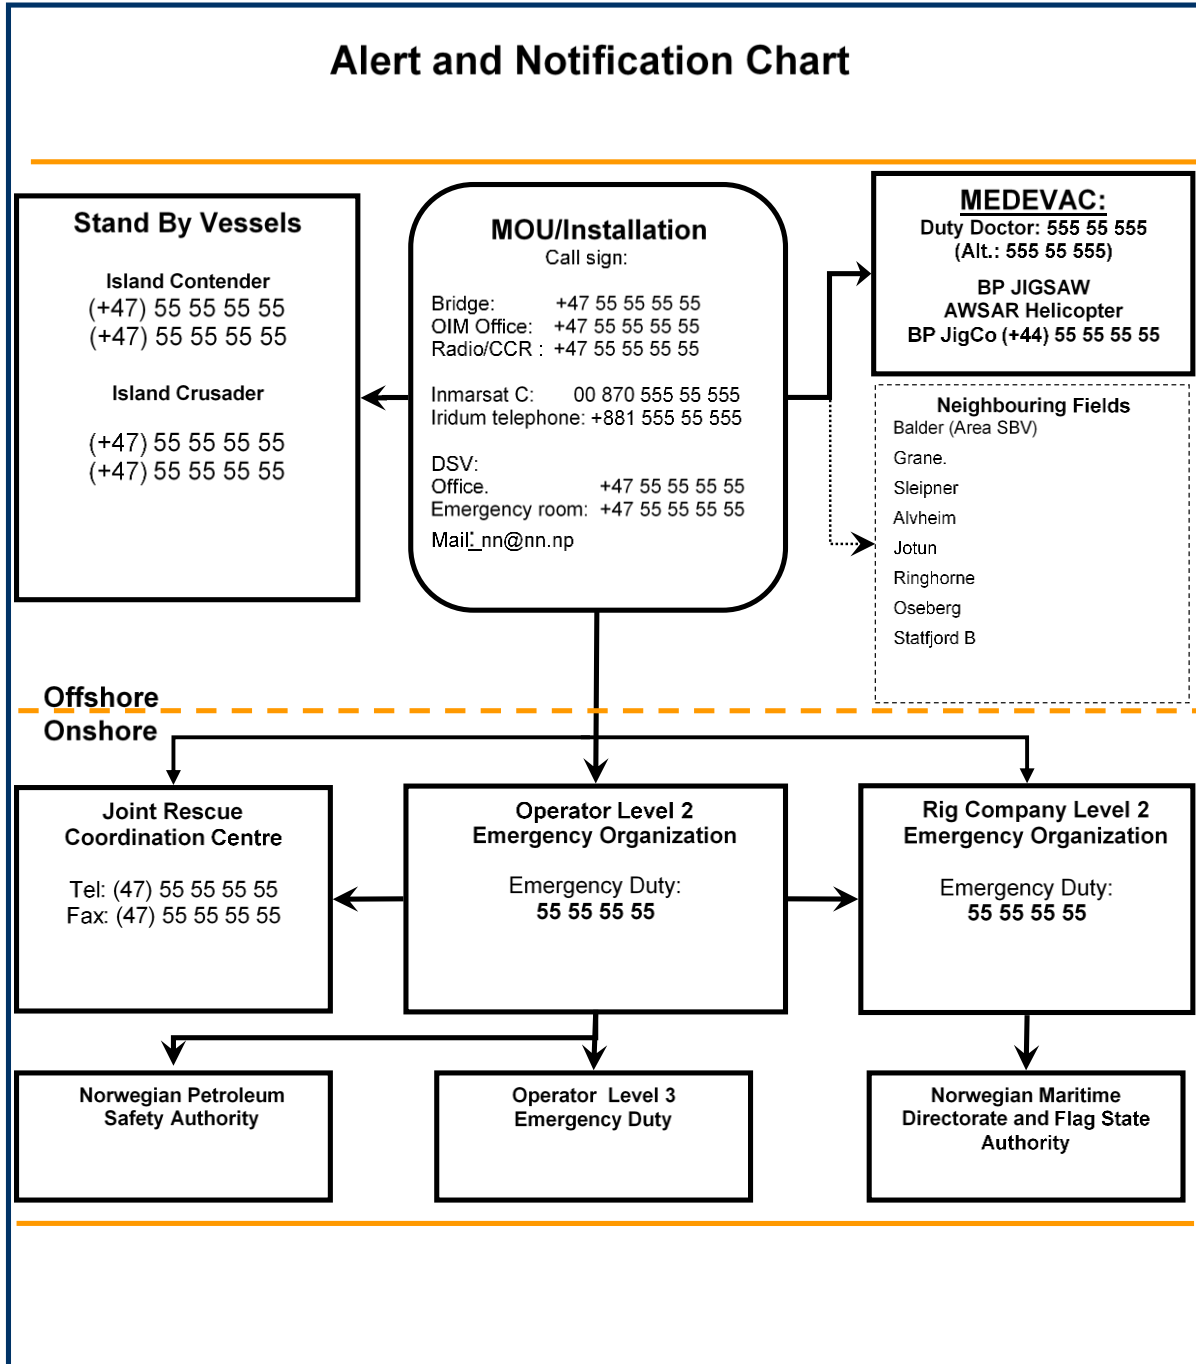 Alert and Notification Chart
Stand By Vessels
Island Contender
(+47) 55 55 55 55
(+47) 55 55 55 55
Island Crusader
(+47) 55 55 55 55
(+47) 55 55 55 55
MOU/Installation
Call sign:
Bridge: +47 55 55 55 55
OIM Office: +47 55 55 55 55
Radio/CCR : +47 55 55 55 55
Inmarsat C: 00 870 555 55 555
Iridum telephone: +881 555 55 555
DSV:
Office. +47 55 55 55 55
Emergency room: +47 55 55 55 55
Mail:_nn@nn.np
MEDEVAC:
Duty Doctor: 555 55 555
(Alt.: 555 55 555)
BP JIGSAW
AWSAR Helicopter
BP JigCo (+44) 55 55 55 55
Neighbouring Fields
Balder (Area SBV)
Grane.
Sleipner
Alvheim
Jotun
Ringhorne
Oseberg
Statfjord B
Offshore
Onshore
Joint Rescue
Coordination Centre
Tel: (47) 55 55 55 55
Fax: (47) 55 55 55 55
Operator Level 2
Emergency Organization
Emergency Duty:
55 55 55 55
Rig Company Level 2
Emergency Organization
Emergency Duty:
55 55 55 55
Norwegian Petroleum
Safety Authority
Operator Level 3
Emergency Duty
Norwegian Maritime
Directorate and Flag State
Authority